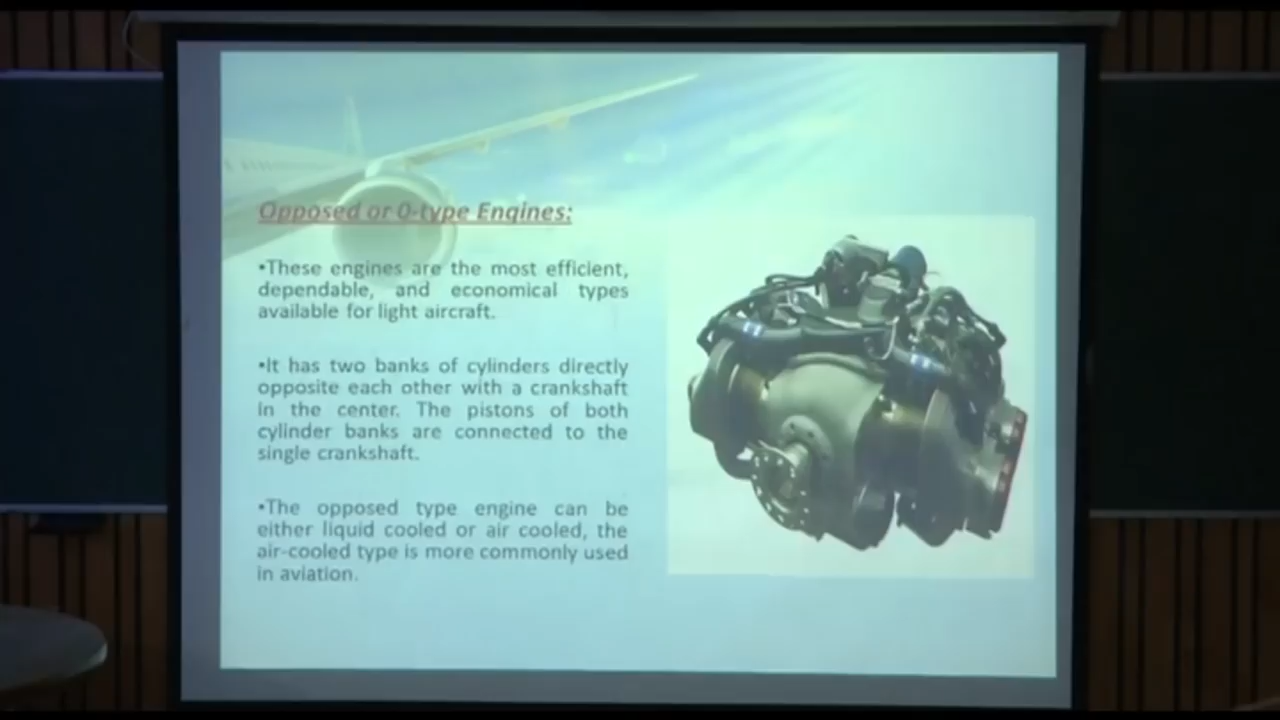 Opposed or 0-type Engines:
•These engines are the most efficient,
dependable, and economical types
available for light aircraft.
•It has two banks of cylinders directly
opposite each other with a crankshaft
in the center. The pistons of both
cylinder banks are connected to the
single crankshaft.
•The opposed type engine can be
either liquid cooled or air cooled, the
air-cooled type is more commonly used
in aviation.